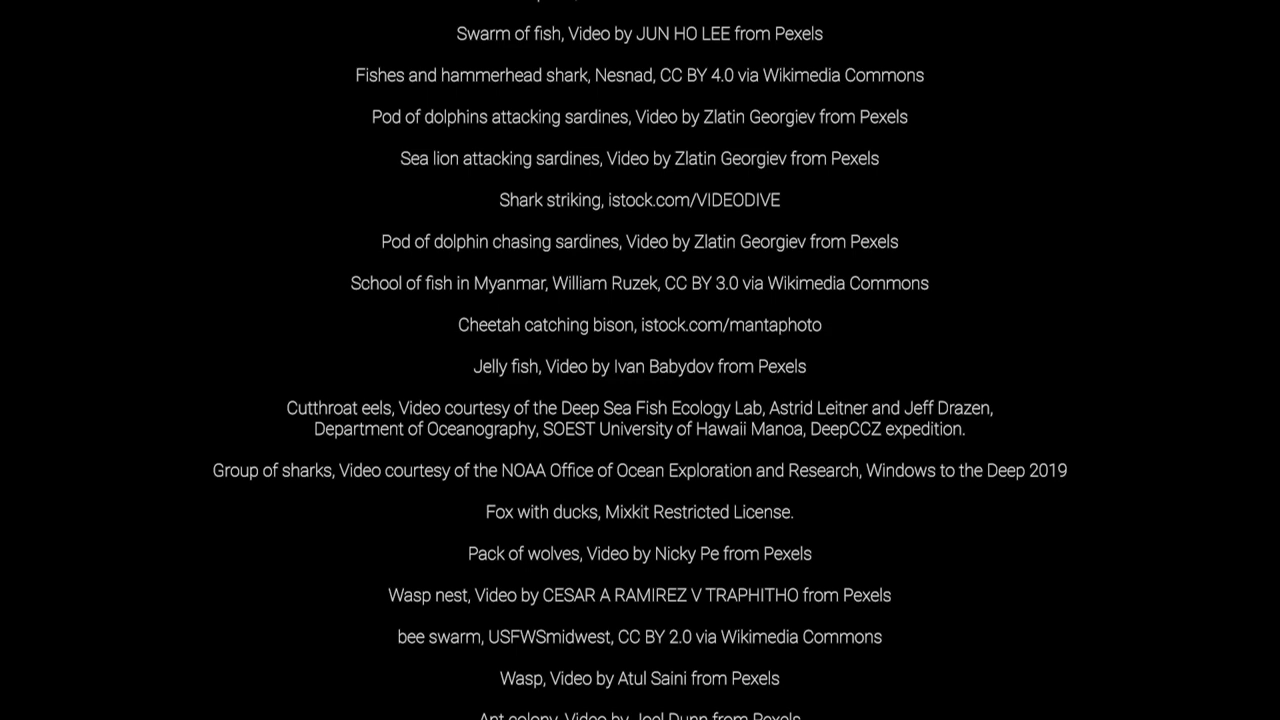 Swarm of fish, Video by JUN HO LEE from Pexels
Fishes and hammerhead shark, Nesnad, CC BY 4.0 via Wikimedia Commons
Pod of dolphins attacking sardines, Video by Zlatin Georgiev from Pexels
Sea lion attacking sardines, Video by Zlatin Georgiev from Pexels
Shark striking, istock.com/VIDEODIVE
Pod of dolphin chasing sardines, Video by Zlatin Georgiev from Pexels
School of fish in Myanmar, William Ruzek, CC BY 3.0 via Wikimedia Commons
Cheetah catching bison, istock.com/mantaphoto
Jelly fish, Video by Ivan Babydov from Pexels
Cutthroat eels, Video courtesy of the Deep Sea Fish Ecology Lab, Astrid Leitner and Jeff Drazen,
Department of Oceanography, SOEST University of Hawaii Manoa, DeepCCZ expedition.
Group of sharks, Video courtesy of the NOAA Office of Ocean Exploration and Research, Windows to the Deep 2019
Fox with ducks, Mixkit Restricted License.
Pack of wolves, Video by Nicky Pe from Pexels
Wasp nest, Video by CESAR A RAMIREZ V TRAPHITHO from Pexels
bee swarm, USFWSmidwest, CC BY 2.0 via Wikimedia Commons
Wasp, Video by Atul Saini from Pexels
Ant colony, Video by Joel Dunn from Pexels